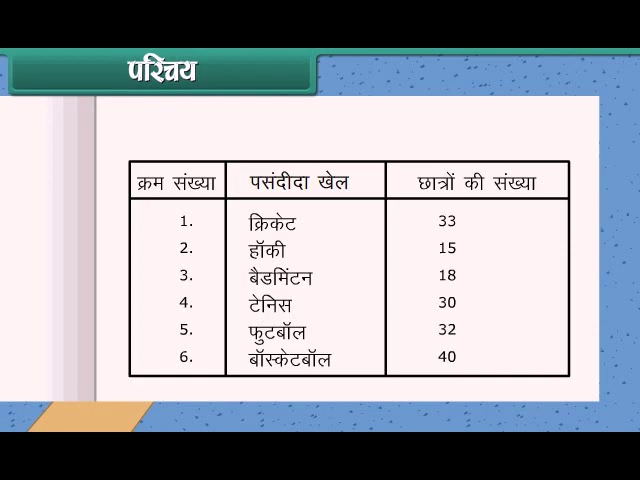 परिचय
क्रम संख्या पसंदीदा खेल छात्रों की संख्या
1. क्रिकेट 33
2. हॉकी 15
3. बैडमिंटन 18
4. टेनिस 30
5. फुटबॉल 32
6. बॉस्केटबॉल 40